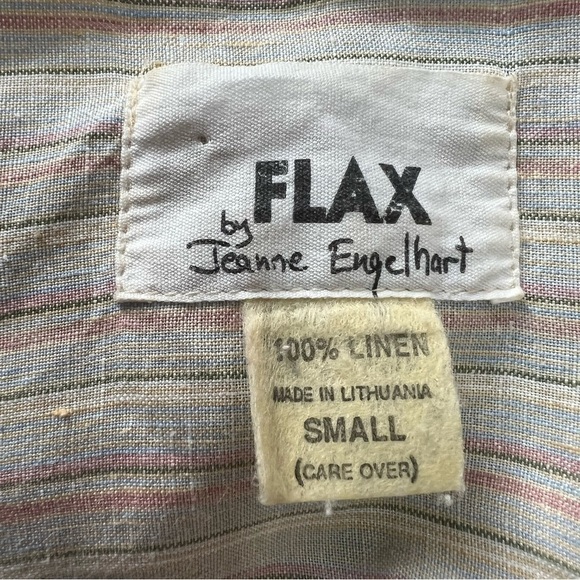 FLAX
by
Jeanne Engelhart
100% LINEN
MADE IN LITHUANIA
SMALL
(CARE OVER)